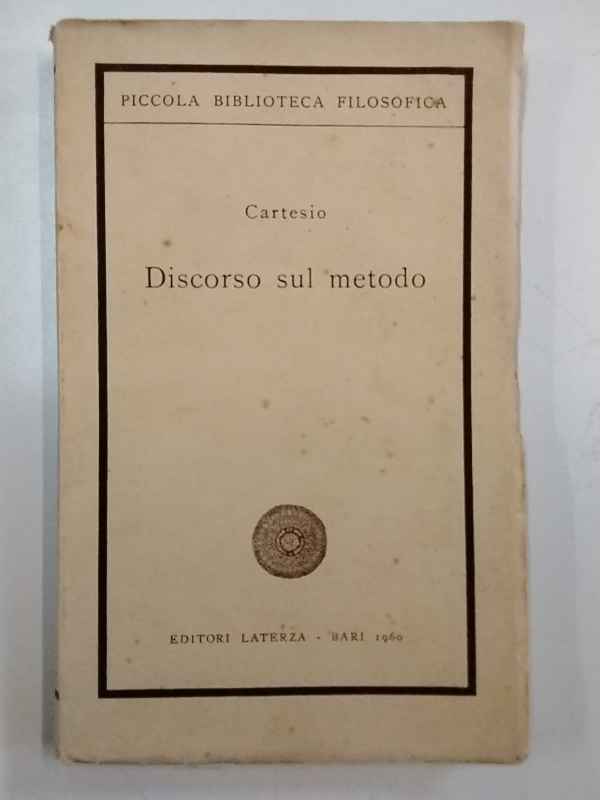 PICCOLA BIBLIOTECA FILOSOFICA
Cartesio
Discorso sul metodo
EDITORI LATERZA - BARI 1960